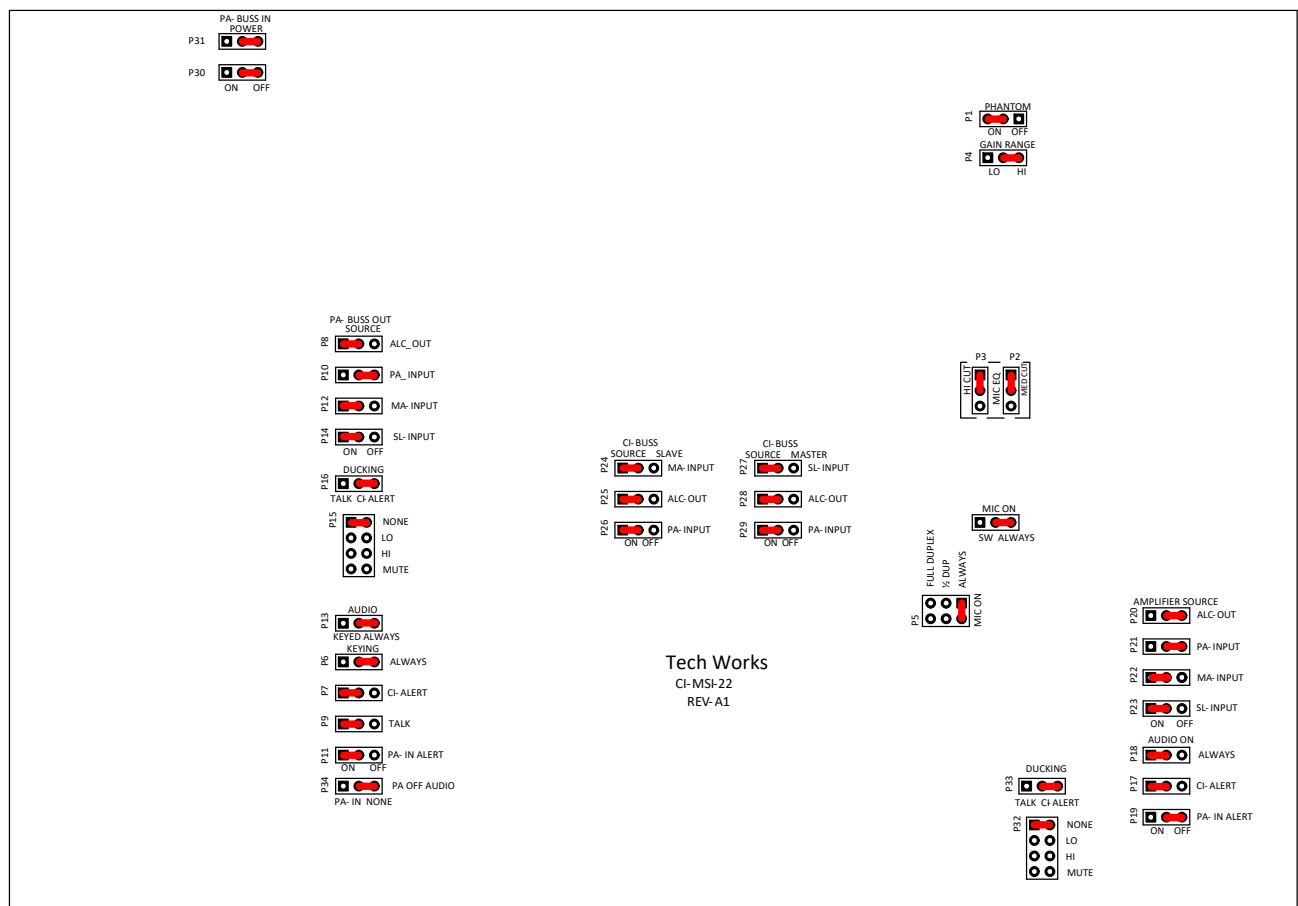 PA- BUSS IN
POWER
P31
P30
ON OFF
PHANTOM
P1
ON OFF
GAIN RANGE
P4
LO HI
PA- BUSS OUT
SOURCE
P8 ALC_OUT
P10 PA_ INPUT
P12 MA- INPUT
P14 SL- INPUT
ON OFF
DUCKING
P16
TALK CI- ALERT
P15 NONE
LO
HI
MUTE
P3 P2
HI CUT MIC EQ MED CUT
CI- BUSS
SOURCE SLAVE
P24 MA- INPUT
P25 ALC- OUT
P26 PA- INPUT
ON OFF
CI- BUSS
SOURCE MASTER
P27 SL- INPUT
P28 ALC- OUT
P29 PA- INPUT
ON OFF
MIC ON
SW ALWAYS
FULL DUPLEX
½ DUP
ALWAYS
P5
MIC ON
AUDIO
P13
KEYED ALWAYS
KEYING
P6 ALWAYS
P7 CI- ALERT
P9 TALK
P11 PA- IN ALERT
ON OFF
P34 PA OFF AUDIO
PA- IN NONE
Tech Works
CI- MSI-22
REV- A1
AMPLIFIER SOURCE
P20 ALC- OUT
P21 PA- INPUT
P22 MA- INPUT
P23 SL- INPUT
ON OFF
AUDIO ON
P18 ALWAYS
P17 CI- ALERT
P19 PA- IN ALERT
ON OFF
DUCKING
P33
TALK CI- ALERT
P32 NONE
LO
HI
MUTE